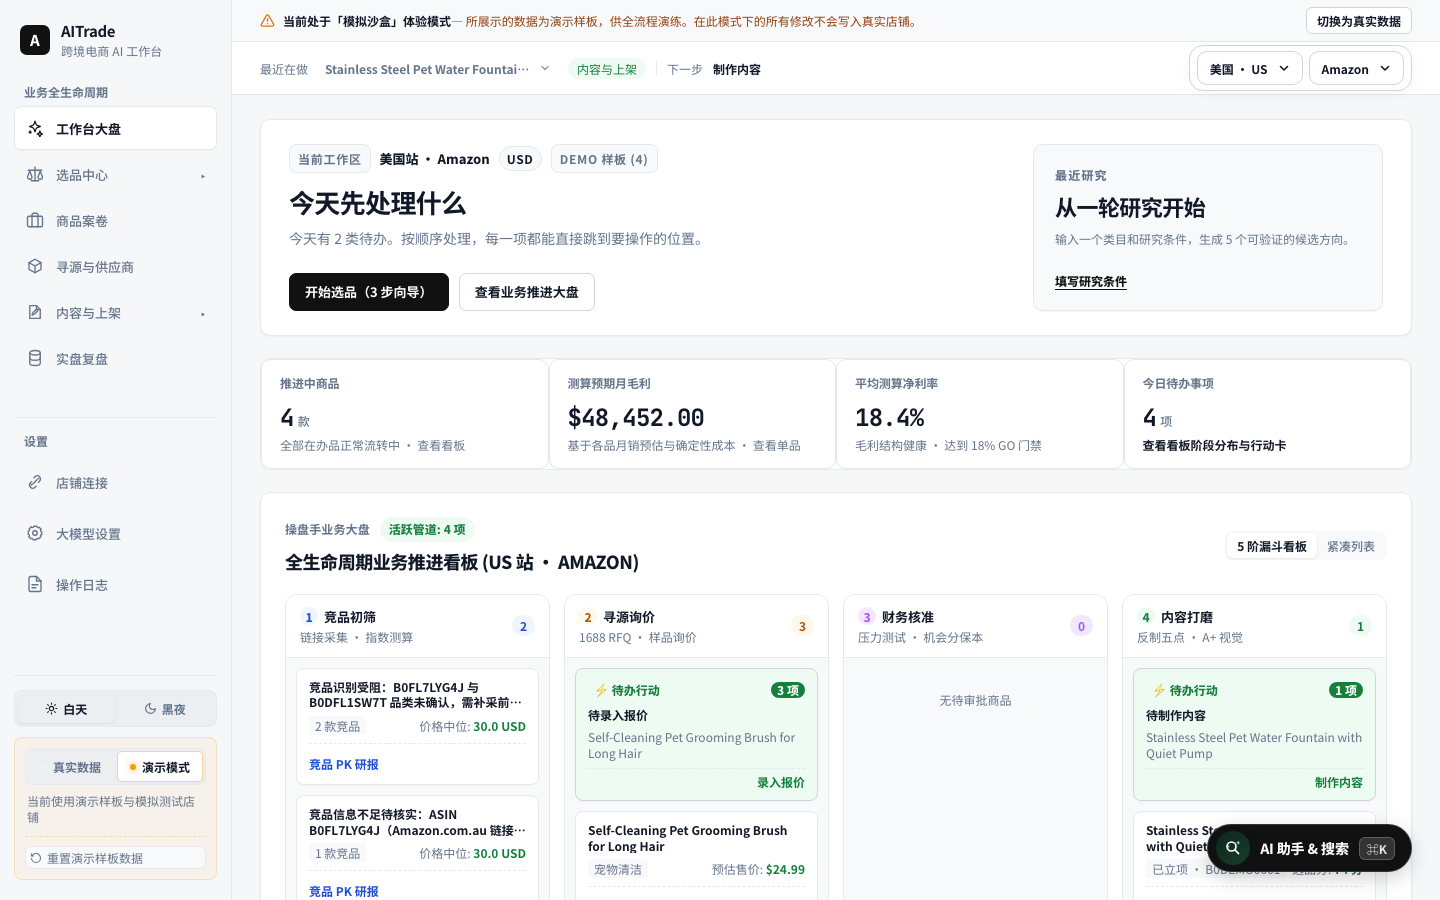 A
AITrade
跨境电商 AI 工作台
业务全生命周期
工作台大盘
选品中心
商品案卷
寻源与供应商
内容与上架
实盘复盘
设置
店铺连接
大模型设置
操作日志
白天
黑夜
真实数据
演示模式
当前使用演示样板与模拟测试店铺
重置演示样板数据
当前处于「模拟沙盒」体验模式— 所展示的数据为演示样板，供全流程演练。在此模式下的所有修改不会写入真实店铺。
切换为真实数据
最近在做
Stainless Steel Pet Water Fountai…
内容与上架
下一步
制作内容
美国 • US
Amazon
当前工作区
美国站 • Amazon
USD
DEMO 样板 (4)
今天先处理什么
今天有 2 类待办。按顺序处理，每一项都能直接跳到要操作的位置。
开始选品（3 步向导）
查看业务推进大盘
最近研究
从一轮研究开始
输入一个类目和研究条件，生成 5 个可验证的候选方向。
填写研究条件
推进中商品
4 款
全部在办品正常流转中 • 查看看板
测算预期月毛利
$48,452.00
基于各品月销预估与确定性成本 • 查看单品
平均测算净利率
18.4%
毛利结构健康 • 达到 18% GO 门禁
今日待办事项
4 项
查看看板阶段分布与行动卡
操盘手业务大盘
活跃管道: 4 项
全生命周期业务推进看板 (US 站 • AMAZON)
5 阶漏斗看板
紧凑列表
1 竞品初筛
链接采集 • 指数测算
2
竞品识别受阻：B0FL7LYG4J 与
B0DFL1SW7T 品类未确认，需补采前…
2 款竞品
价格中位: 30.0 USD
竞品 PK 研报
竞品信息不足待核实：ASIN
B0FL7LYG4J（Amazon.com.au 链接…
1 款竞品
价格中位: 30.0 USD
竞品 PK 研报
2 寻源询价
1688 RFQ • 样品询价
3
⚡ 待办行动
3 项
待录入报价
Self-Cleaning Pet Grooming Brush for
Long Hair
录入报价
Self-Cleaning Pet Grooming Brush
for Long Hair
宠物清洁
预估售价: $24.99
3 财务核准
压力测试 • 机会分保本
0
无待审批商品
4 内容打磨
反制五点 • A+ 视觉
1
⚡ 待办行动
1 项
待制作内容
Stainless Steel Pet Water Fountain with
Quiet Pump
制作内容
Stainless St
with Quiet
已立项 •
AI 助手 & 搜索
⌘K